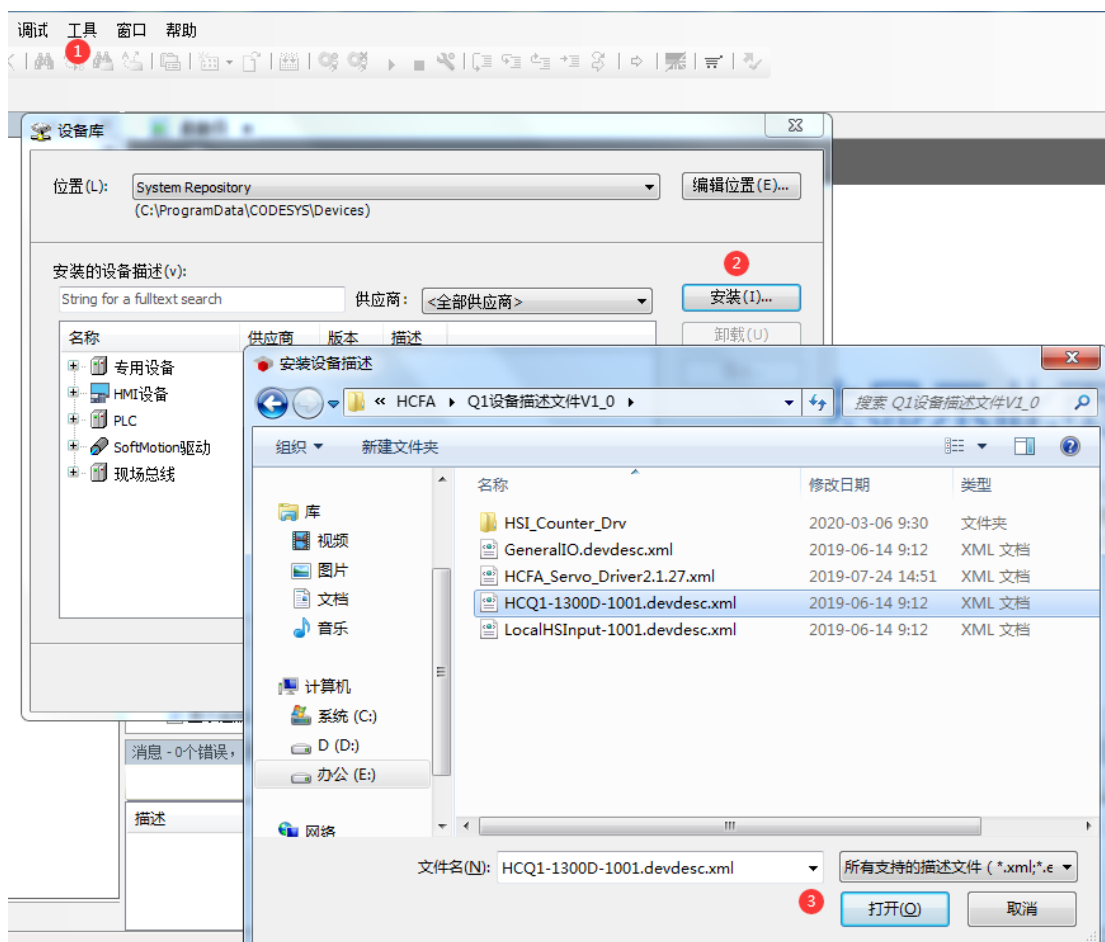 调试 工具 窗口 帮助
1
设备库
位置(L): System Repository 编辑位置(E)...
(C:\ProgramData\CODESYS\Devices)
安装的设备描述(v):
2
String for a fulltext search 供应商: <全部供应商> 安装(I)...
名称 供应商 版本 描述 卸载(U)
专用设备
HMI设备
PLC
SoftMotion驱动
现场总线
安装设备描述
« HCFA Q1设备描述文件V1_0 搜索 Q1设备描述文件V1_0
组织 新建文件夹
名称 修改日期 类型
库
视频
图片
文档
音乐
计算机
系统 (C:)
D (D:)
办公 (E:)
网络
HSI_Counter_Drv 2020-03-06 9:30 文件夹
GeneralIO.devdesc.xml 2019-06-14 9:12 XML 文档
HCFA_Servo_Driver2.1.27.xml 2019-07-24 14:51 XML 文档
HCQ1-1300D-1001.devdesc.xml 2019-06-14 9:12 XML 文档
LocalHSInput-1001.devdesc.xml 2019-06-14 9:12 XML 文档
消息 - 0个错误,
描述
文件名(N): HCQ1-1300D-1001.devdesc.xml 所有支持的描述文件 ( *.xml;*.e
3 打开(O) 取消